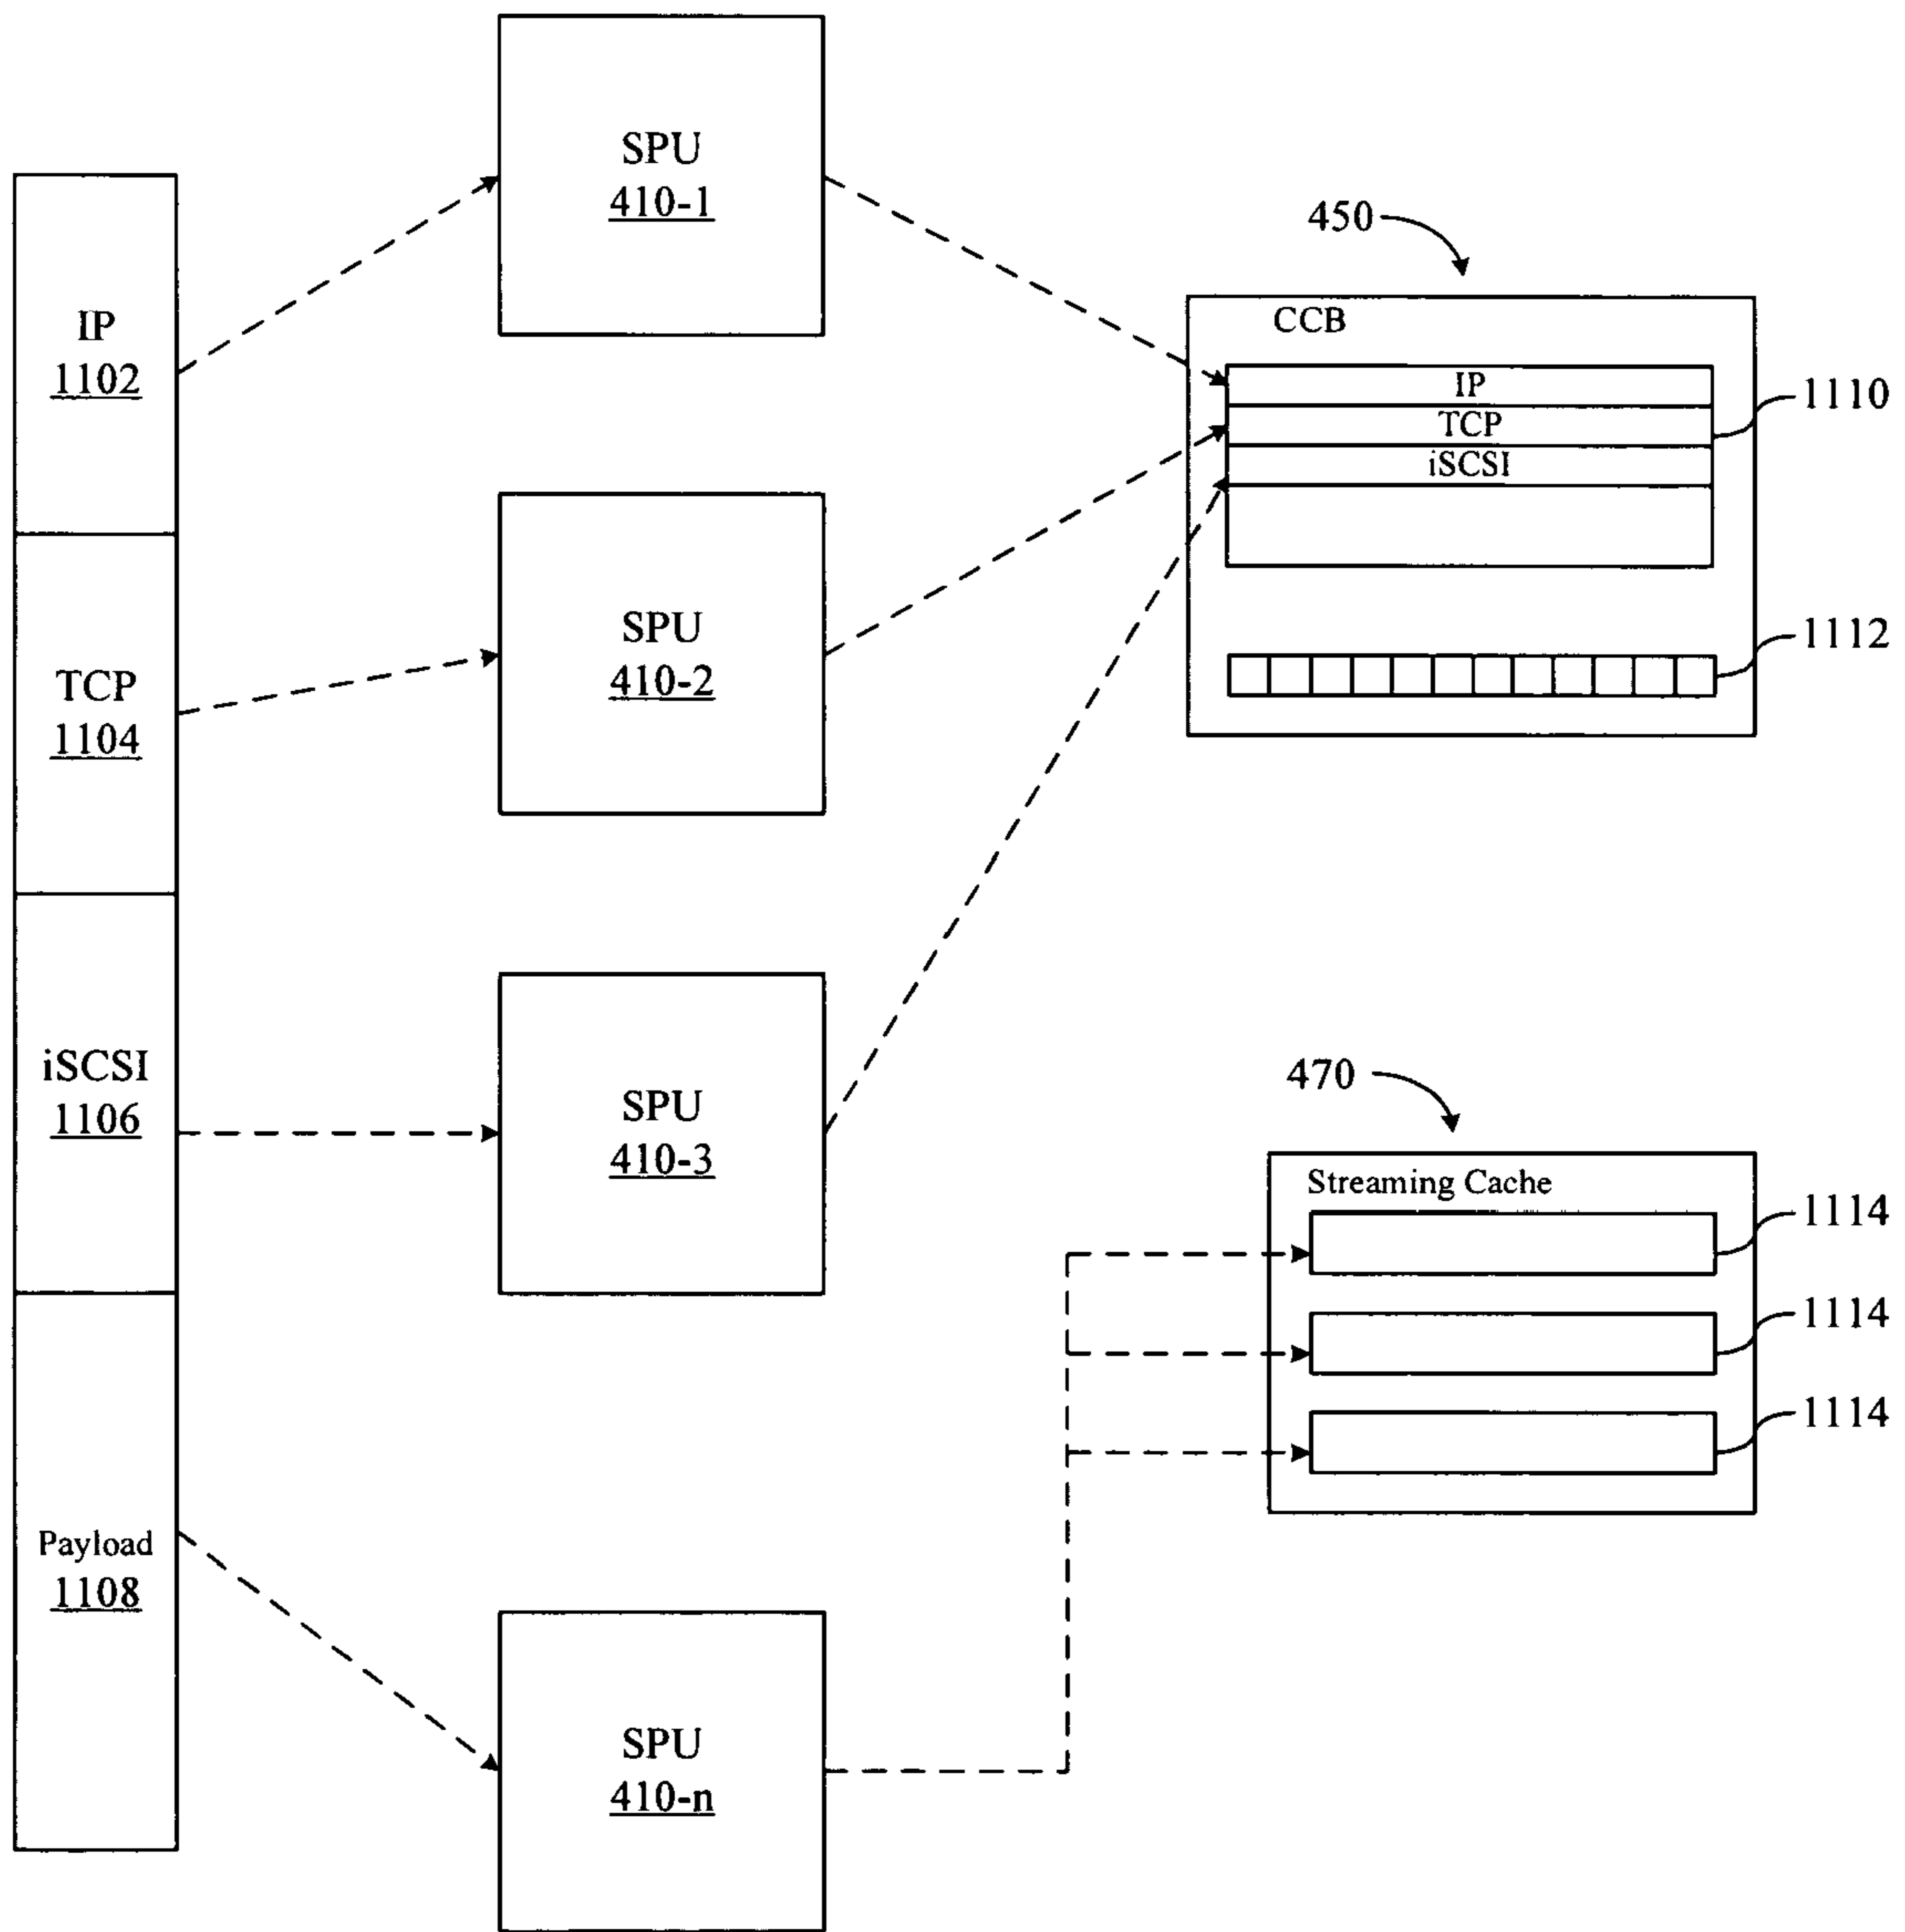 IP
1102
TCP
1104
iSCSI
1106
Payload
1108
SPU
410-1
SPU
410-2
SPU
410-3
SPU
410-n
450
CCB
IP
TCP
iSCSI
1110
1112
470
Streaming Cache
1114
1114
1114